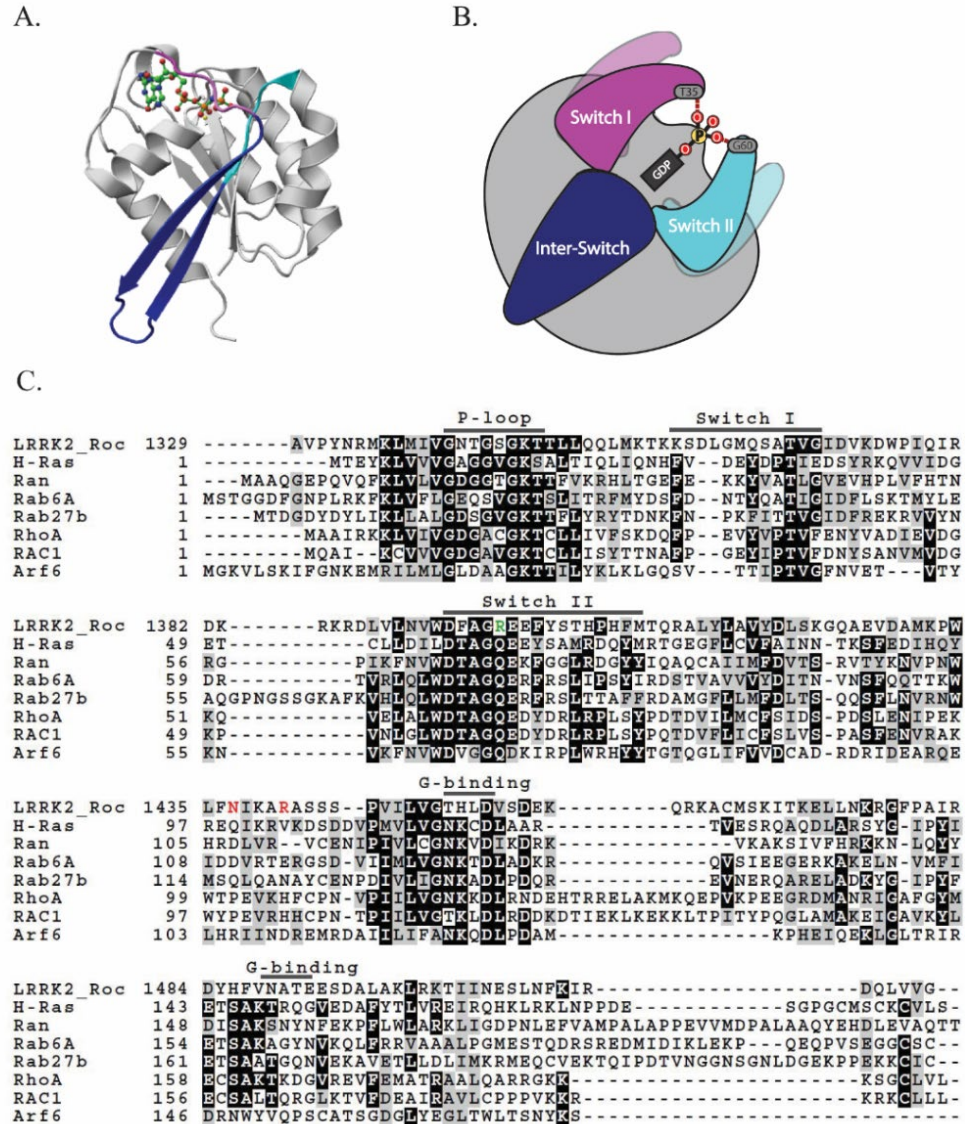 A.
B.
Switch I
T35
O
O
P
O
O
G60
GDP
Switch II
Inter-Switch
C.
P-loop Switch I
LRRK2_Roc 1329 -------AVPYNRMKLMIVGNTGSGKTTLLQQLMKTKKSDLGMQSATVGIDVKDWPIQIR
H-Ras 1 ----------MTEYKLVVVGAGGVGKSALTIQLIQNHFV--DEYDPTIEDSYRKQVVIDG
Ran 1 -----MAAQGEPQVQFKLVLVGDGGTGKTTFVKRHLTGEFE--KKYVATLGVEVHPLVFHTN
Rab6A 1 MSTGGDFGNPLRKFKLVFLGEQSVGKTSLITRFMYDSFD--NTYQATIGIDFLSKTMYLE
Rab27b 1 ----MTDGDYDYLIKLLALGDSGVGKTTFLYRYTDNKFN--PKFITTVGIDFREKRVVYN
RhoA 1 --------MAAIRKKLVIVGDGACGKTCLLIVFSKDQFP--EVYVPTVFENYVADIEVDG
RAC1 1 --------MQAI-KCVVVGDGAVGKTCLLISYTTNAFP--GEYIPTVFDNYSANVMVDG
Arf6 1 MGKVLSKIFGNKEMRILMLGLDAAGKTTILYKLKLGQSV----TTIPTVGFNVET--VTY
Switch II
LRRK2_Roc 1382 DK-------RKRDLVLNVWDFAGREEFYSTHPHFMTQRALYLAVYDLSKGQAEVDAMKPW
H-Ras 49 ET----------CLLDILDTAGQEEYSAMRDQYMRTGEGFLCVFAINN-TKSFEDIHQY
Ran 56 RG----------PIKFNVWDTAGQEKFGGLRDGYYIQAQCAIIMFDVTS-RVTYKNVPNW
Rab6A 59 DR----------TVRLQLWDTAGQERFRSLIPSYIRDSTVAVVVYDITN-VNSFQQTTKW
Rab27b 55 AQGPNGSSGKAFKVHLQLWDTAGQERFRSLTTAFFRDAMGFLLMFDLTS-QQSFLNVRNW
RhoA 51 KQ----------VELALWDTAGQEDYDRLRPLSYPDTDVILMCFSIDS-PDSLENIPEK
RAC1 49 KP----------VNLGLWDTAGQEDYDRLRPLSYPQTDVFLICFSLVS-PASFENVRAK
Arf6 55 KN----------VKFNVWDVGGQDKIRPLWRHYYTGTQGLIFVVDCAD-RDRIDEARQE
G-binding
LRRK2_Roc 1435 LFNIKARASSS--PVILVGTHLDVSDEK-----------QRKACMSKITKELLNKRGFPAIR
H-Ras 97 REQIKRVKDSDDVPMVLVGNKCDLAAR--------------TVESRQAQDLARSYG-IPYI
Ran 105 HRDLVR--VCENIPIVLCGNKVDIKDRK--------------VKAKSIVFHRKKN-LQYY
Rab6A 108 IDDVRTERGSD-VIIMLVGNKTDLADKR-------------QVSIEEGERKAKELN-VMFI
Rab27b 114 MSQLQANAYCENPDIVLIGNKADLPDQR-------------EVNERQARELADKYG-IPYF
RhoA 99 WTPEVKHFCPN-VPIILVGNKKDLRNDEHTRRELAKMKQEPVKPEEGRDMANRIGAFGYM
RAC1 97 WYPEVRHHCPN-TPIILVGTKLDLRDDKDTIEKLKEKKLTPITYPQGLAMAKEIGAVKYL
Arf6 103 LHRIINDREMRDAIILIFANKQDLPDAM-------------KPHEIQEKLGLTRIR
G-binding
LRRK2_Roc 1484 DYHFVNATEESDALAKLRKTIINESLNFKIR----------------DQLVVG-
H-Ras 143 ETSAKTRQGVEDAFYTLVREIRQHKLRKLNPPDE---------SGPGCMSCKCVLS-
Ran 148 DISAKSNYNFEKPFLWLARKLIGDPNLEFVAMPALAPPEVVMDPALAAQYEHDLEVAQTT
Rab6A 154 ETSAKAGYNVKQLFRRVAAALPGMESTQDRSREDMIDIKLEKP--QEQPVSEGGCSC--
Rab27b 161 ETSAATGQNVEKAVETLLDLIMKRMEQCVEKTQIPDTVNGGNSGNLDGEKPPEKKCIC--
RhoA 158 ECSAKTKDGVREVFEMATRAALQARRGKK------------------KSGCLVL-
RAC1 156 ECSALTQRGLKTVFDEAIRAVLCPPPVKKR-----------------KRKCLLL-
Arf6 146 DRNWYVQPSCATSGDGLYEGLTWLTSNYKS------------------------